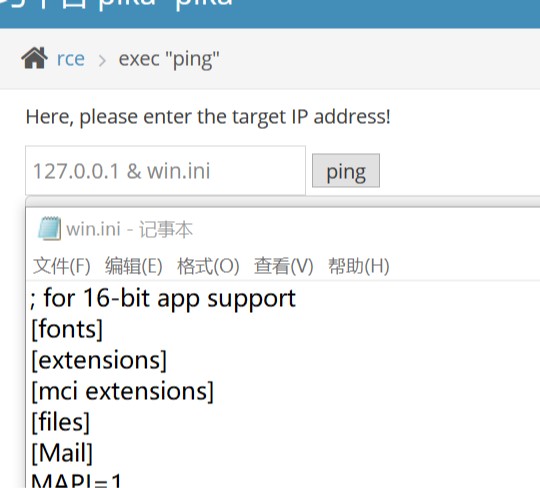 平台 pika~pika
rce > exec "ping"
Here, please enter the target IP address!
127.0.0.1 & win.ini
ping
win.ini - 记事本
文件(F) 编辑(E) 格式(O) 查看(V) 帮助(H)
; for 16-bit app support
[fonts]
[extensions]
[mci extensions]
[files]
[Mail]
MAPI=1